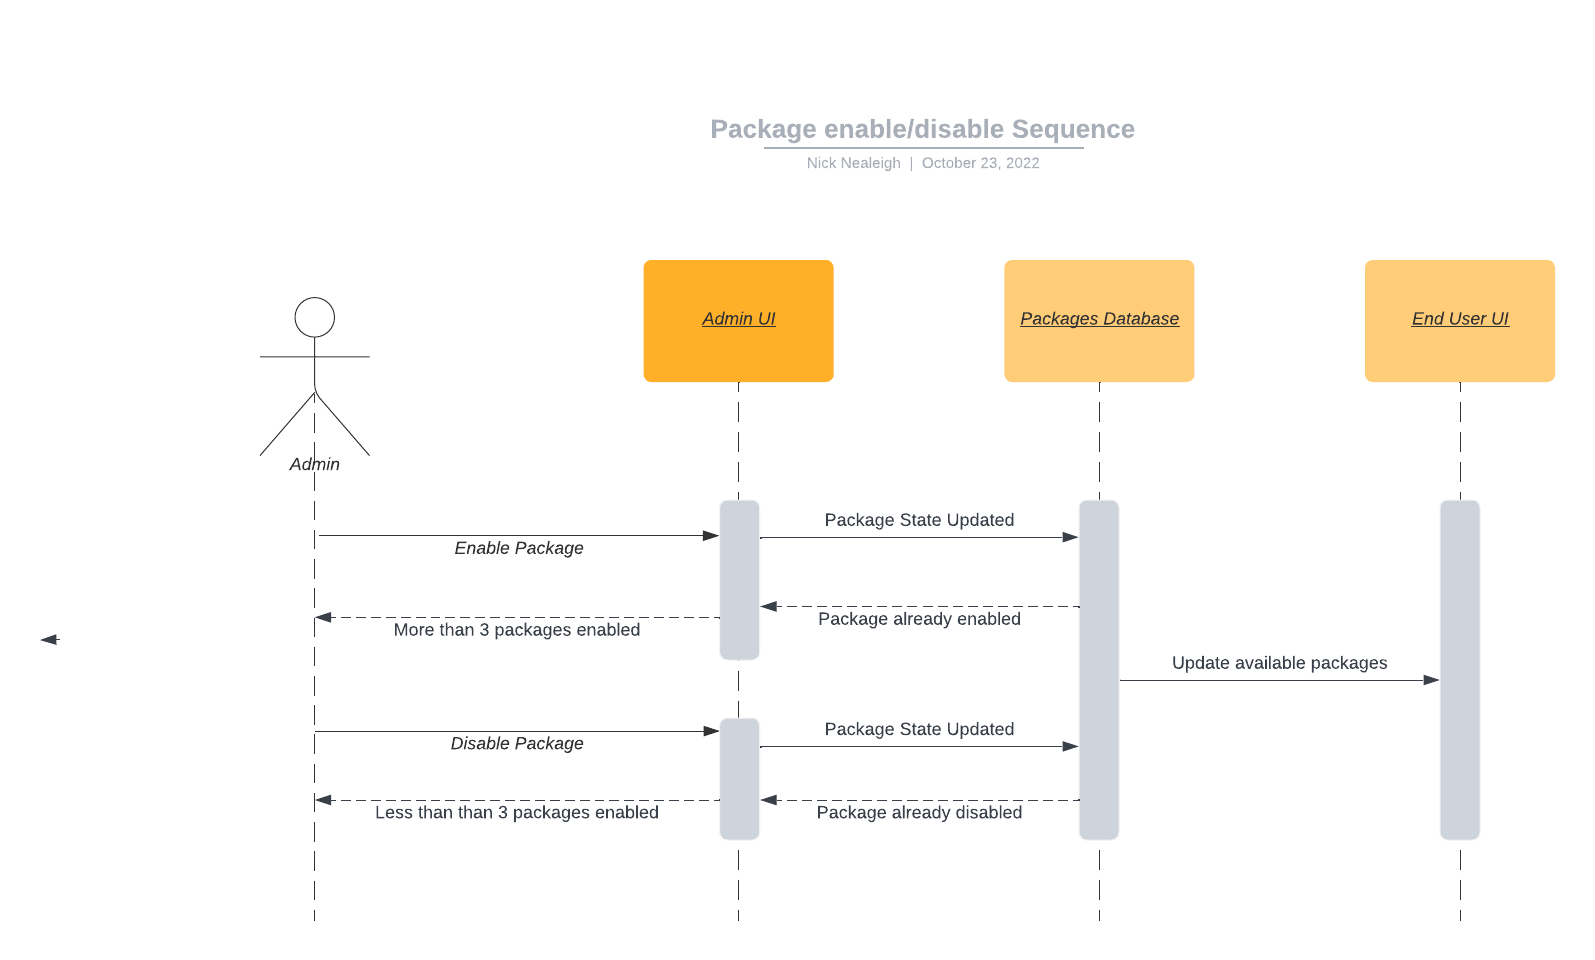 Package enable/disable Sequence
Nick Nealeigh | October 23, 2022
Admin UI
Packages Database
End User UI
Admin
Package State Updated
Enable Package
Package already enabled
More than 3 packages enabled
Update available packages
Package State Updated
Disable Package
Less than than 3 packages enabled
Package already disabled